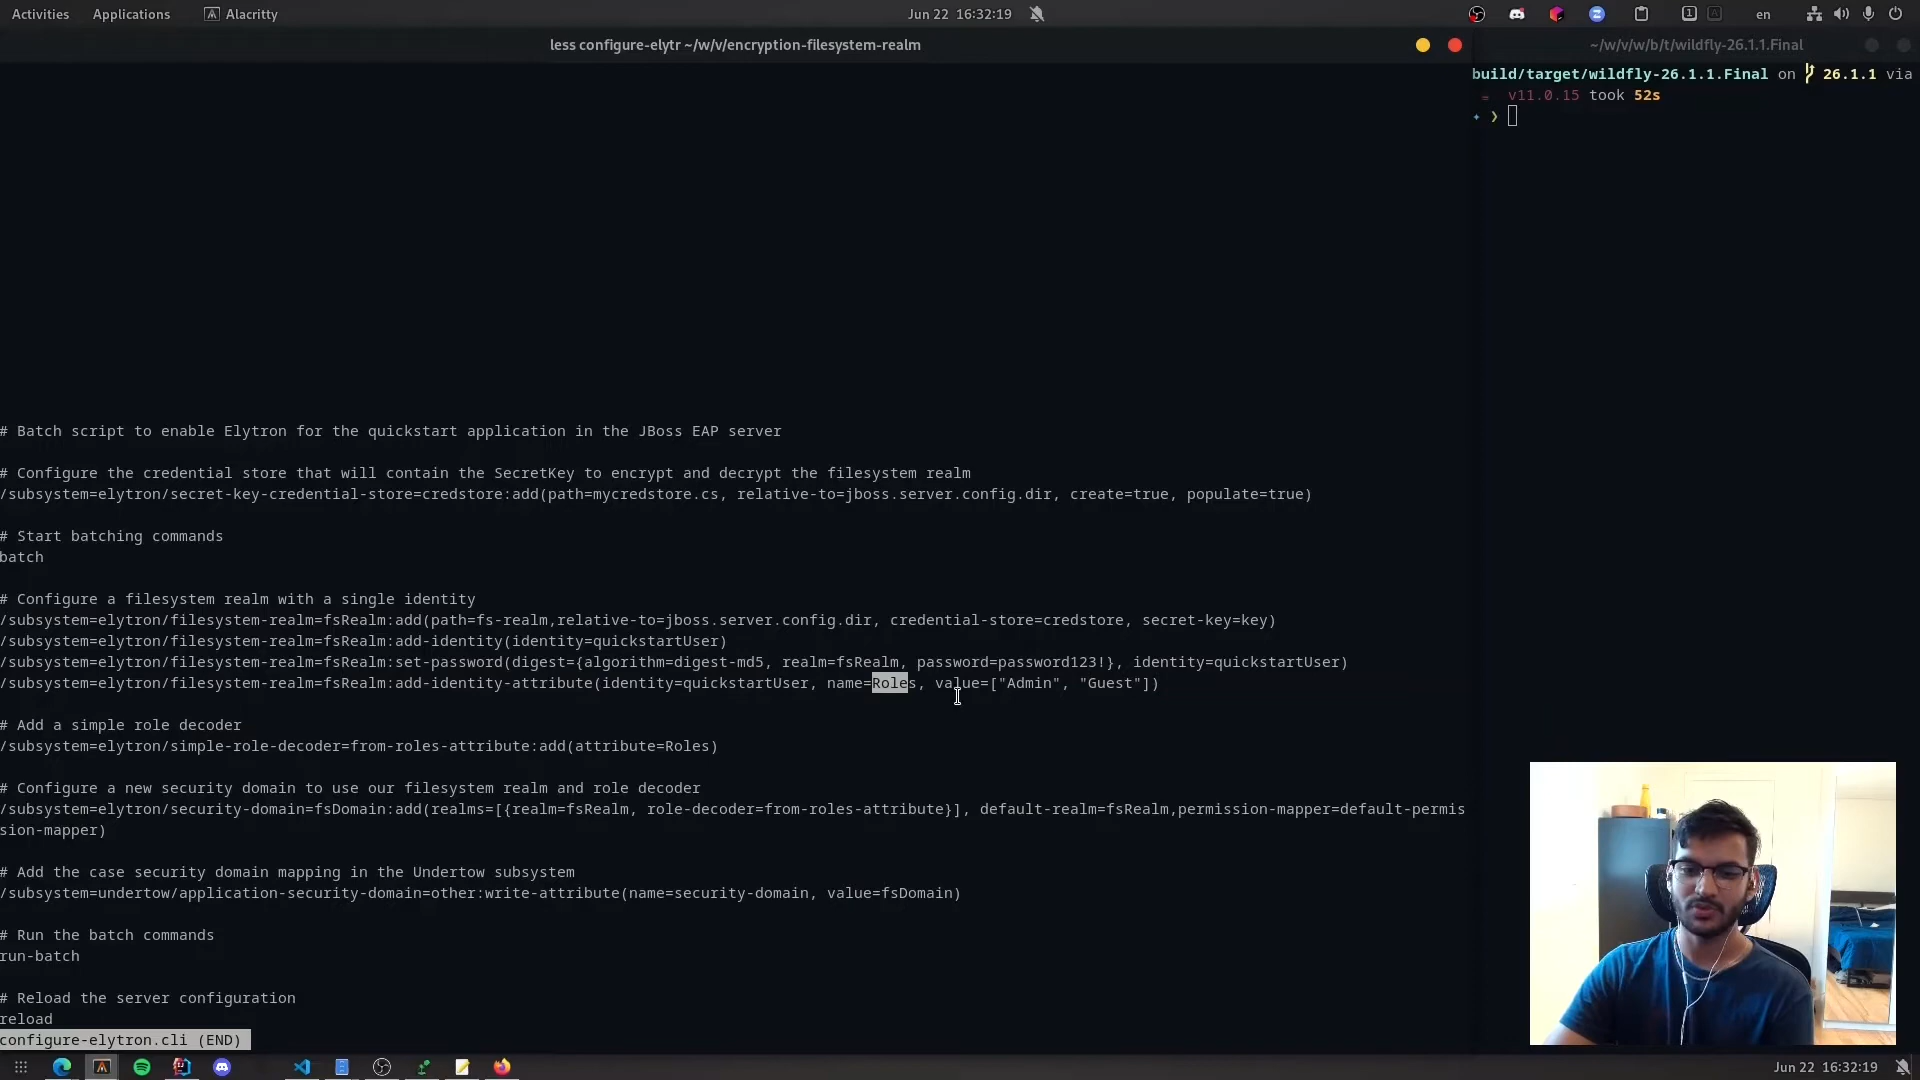 Activities Applications Alacritty Jun 22 16:32:19 1 A en
less configure-elytr ~/w/v/encryption-filesystem-realm
~/w/v/w/b/t/wildfly-26.1.1.Final
build/target/wildfly-26.1.1.Final on 26.1.1 via
v11.0.15 took 52s
❯
# Batch script to enable Elytron for the quickstart application in the JBoss EAP server
# Configure the credential store that will contain the SecretKey to encrypt and decrypt the filesystem realm
/subsystem=elytron/secret-key-credential-store=credstore:add(path=mycredstore.cs, relative-to=jboss.server.config.dir, create=true, populate=true)
# Start batching commands
batch
# Configure a filesystem realm with a single identity
/subsystem=elytron/filesystem-realm=fsRealm:add(path=fs-realm,relative-to=jboss.server.config.dir, credential-store=credstore, secret-key=key)
/subsystem=elytron/filesystem-realm=fsRealm:add-identity(identity=quickstartUser)
/subsystem=elytron/filesystem-realm=fsRealm:set-password(digest={algorithm=digest-md5, realm=fsRealm, password=password123!}, identity=quickstartUser)
/subsystem=elytron/filesystem-realm=fsRealm:add-identity-attribute(identity=quickstartUser, name=Roles, value=["Admin", "Guest"])
# Add a simple role decoder
/subsystem=elytron/simple-role-decoder=from-roles-attribute:add(attribute=Roles)
# Configure a new security domain to use our filesystem realm and role decoder
/subsystem=elytron/security-domain=fsDomain:add(realms=[{realm=fsRealm, role-decoder=from-roles-attribute}], default-realm=fsRealm,permission-mapper=default-permis
sion-mapper)
# Add the case security domain mapping in the Undertow subsystem
/subsystem=undertow/application-security-domain=other:write-attribute(name=security-domain, value=fsDomain)
# Run the batch commands
run-batch
# Reload the server configuration
reload
configure-elytron.cli (END)
Jun 22 16:32:19